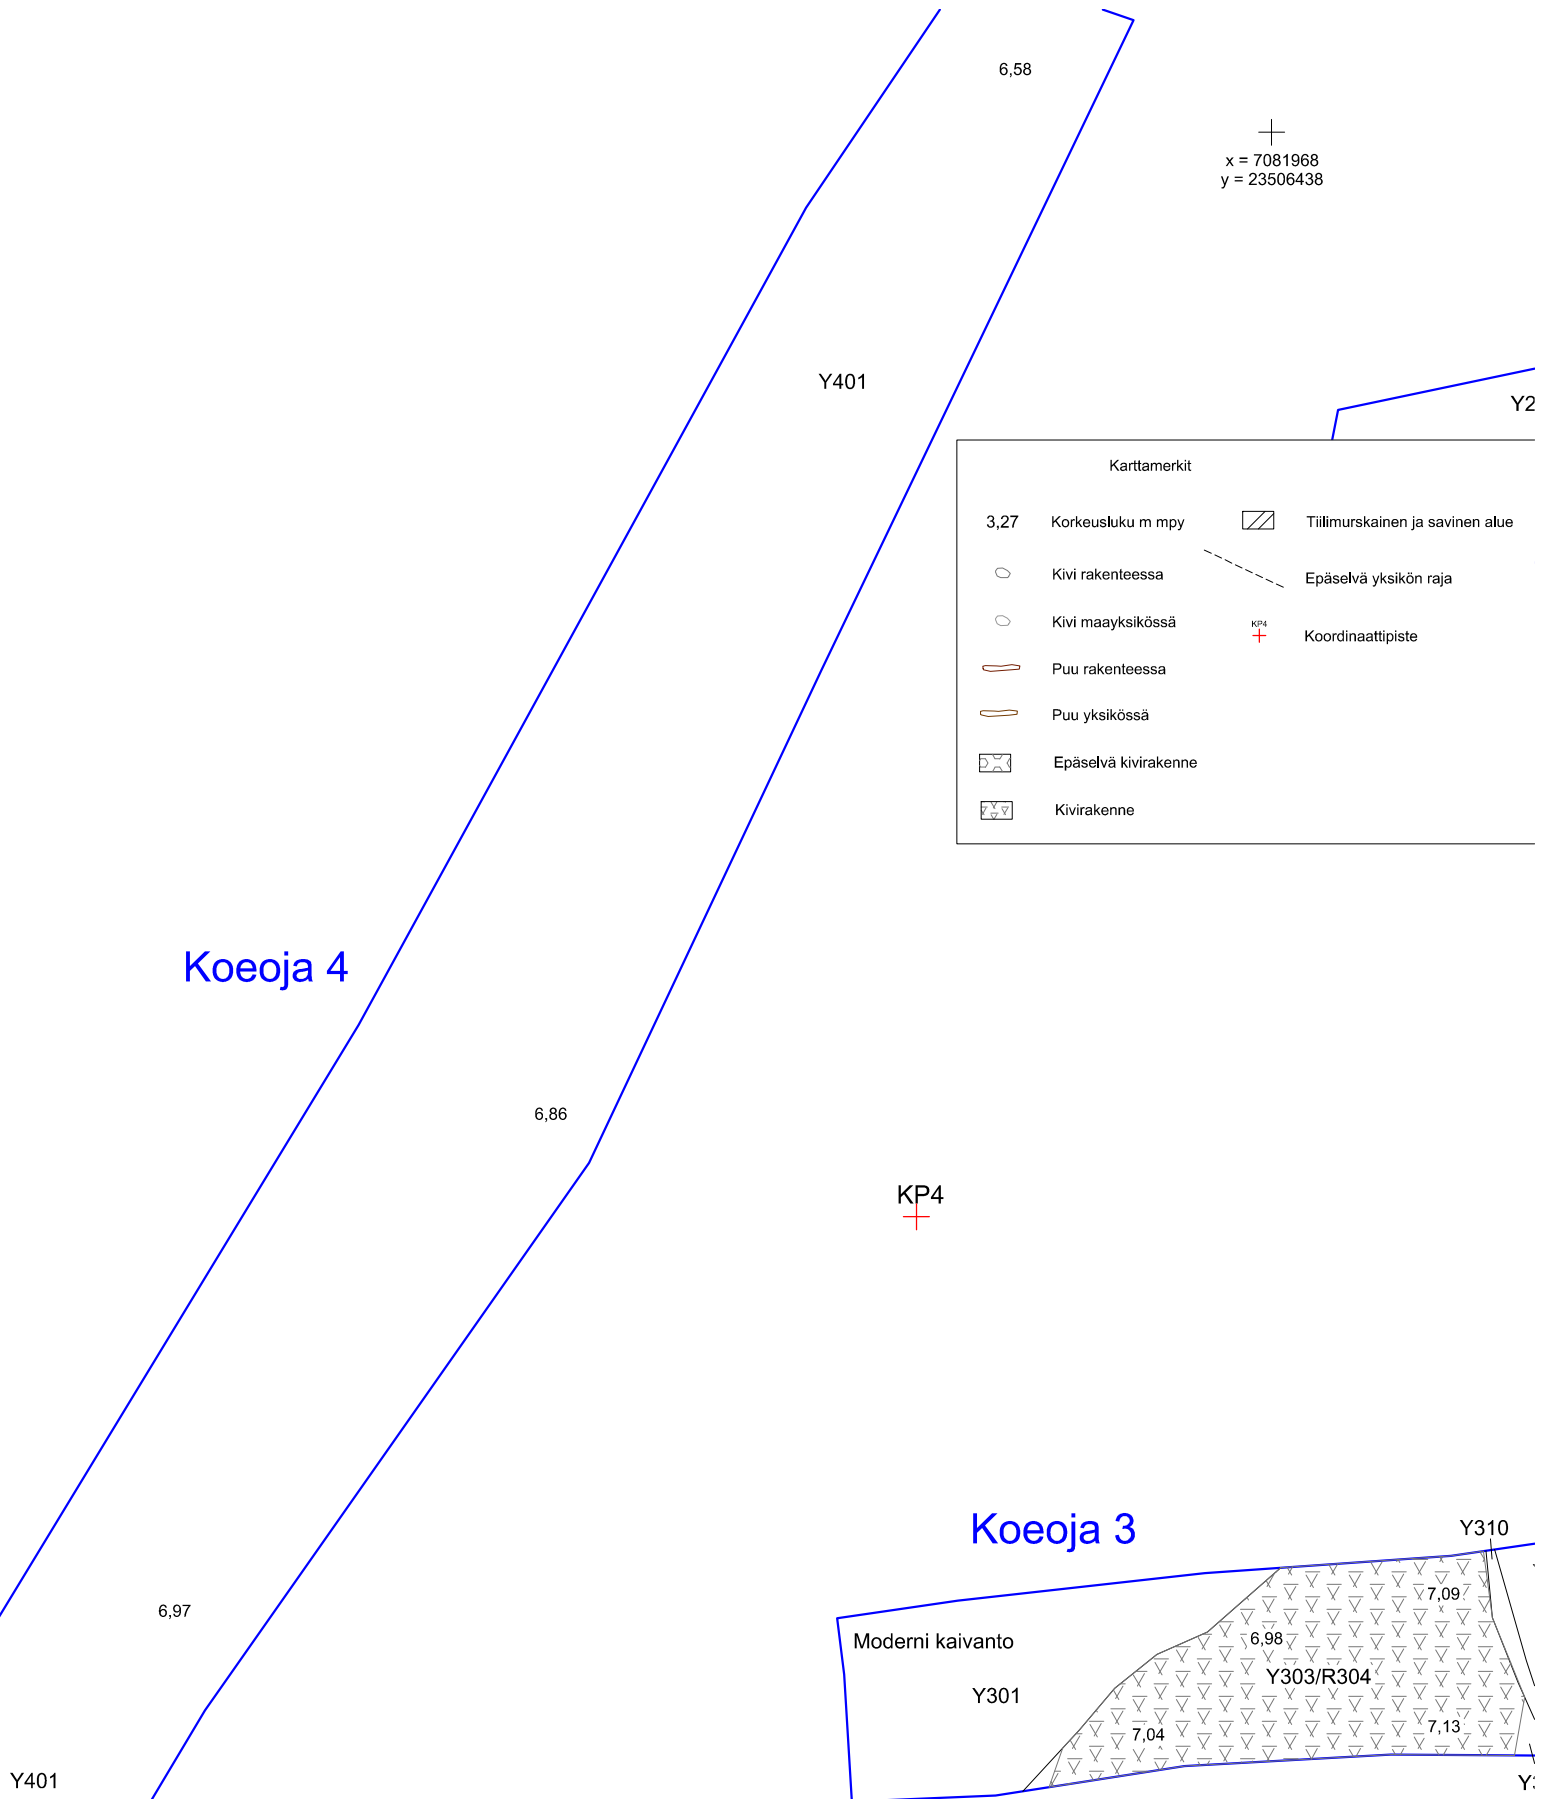 6,58
x = 7081968
y = 23506438
Y401
Y2
Karttamerkit
3,27 Korkeusluku m mpy
Tiilimurskainen ja savinen alue
Kivi rakenteessa
Epäselvä yksikön raja
Kivi maayksikössä
KP4
Koordinaattipiste
Puu rakenteessa
Puu yksikössä
Epäselvä kivirakenne
Kivirakenne
Koeoja 4
6,86
KP4
Koeoja 3
Y310
7,09
6,97
6,98
Moderni kaivanto
Y303/R304
Y301
7,13
7,04
Y401